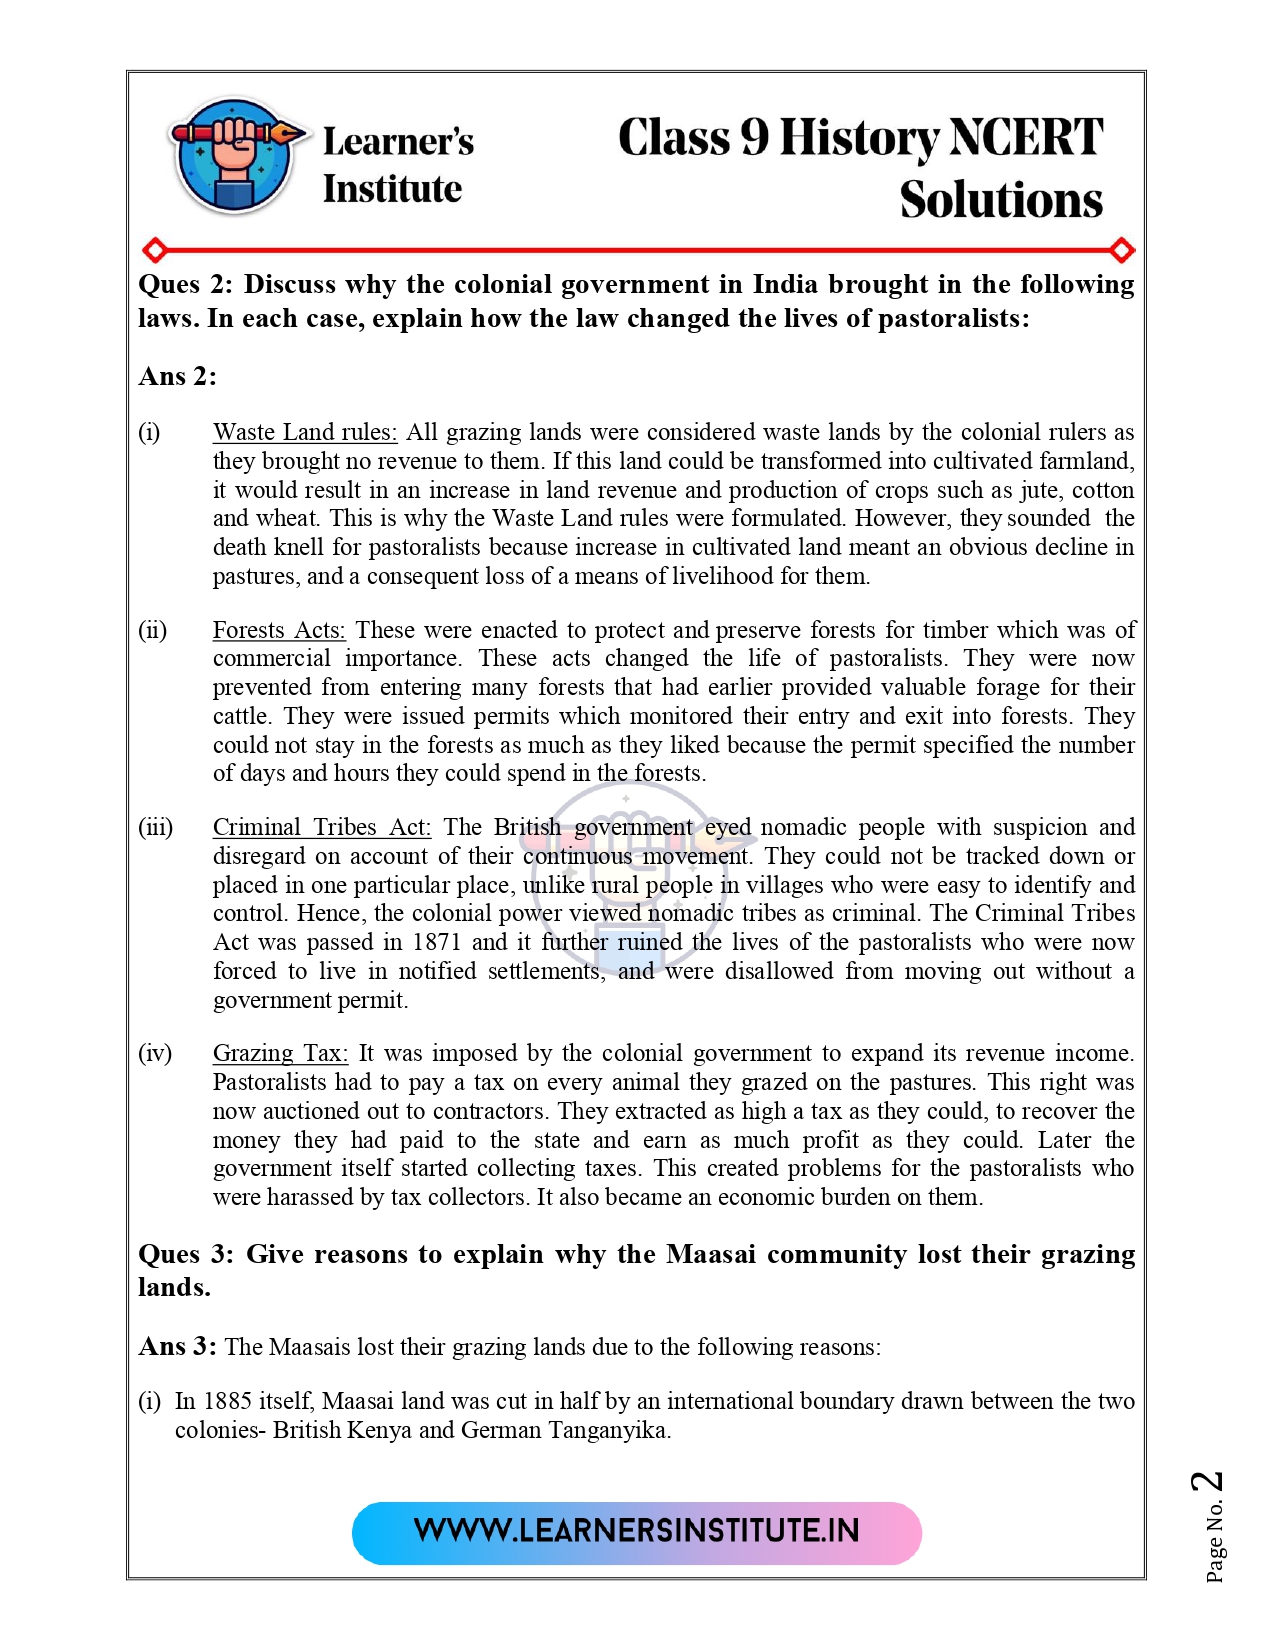 Learner's
Institute
Class 9 History NCERT
Solutions
Ques 2: Discuss why the colonial government in India brought in the following
laws. In each case, explain how the law changed the lives of pastoralists:
Ans 2:
(i) Waste Land rules: All grazing lands were considered waste lands by the colonial rulers as
they brought no revenue to them. If this land could be transformed into cultivated farmland,
it would result in an increase in land revenue and production of crops such as jute, cotton
and wheat. This is why the Waste Land rules were formulated. However, they sounded the
death knell for pastoralists because increase in cultivated land meant an obvious decline in
pastures, and a consequent loss of a means of livelihood for them.
(ii) Forests Acts: These were enacted to protect and preserve forests for timber which was of
commercial importance. These acts changed the life of pastoralists. They were now
prevented from entering many forests that had earlier provided valuable forage for their
cattle. They were issued permits which monitored their entry and exit into forests. They
could not stay in the forests as much as they liked because the permit specified the number
of days and hours they could spend in the forests.
(iii) Criminal Tribes Act: The British government eyed nomadic people with suspicion and
disregard on account of their continuous movement. They could not be tracked down or
placed in one particular place, unlike rural people in villages who were easy to identify and
control. Hence, the colonial power viewed nomadic tribes as criminal. The Criminal Tribes
Act was passed in 1871 and it further ruined the lives of the pastoralists who were now
forced to live in notified settlements, and were disallowed from moving out without a
government permit.
(iv) Grazing Tax: It was imposed by the colonial government to expand its revenue income.
Pastoralists had to pay a tax on every animal they grazed on the pastures. This right was
now auctioned out to contractors. They extracted as high a tax as they could, to recover the
money they had paid to the state and earn as much profit as they could. Later the
government itself started collecting taxes. This created problems for the pastoralists who
were harassed by tax collectors. It also became an economic burden on them.
Ques 3: Give reasons to explain why the Maasai community lost their grazing
lands.
Ans 3: The Maasais lost their grazing lands due to the following reasons:
(i) In 1885 itself, Maasai land was cut in half by an international boundary drawn between the two
colonies- British Kenya and German Tanganyika.
WWW.LEARNERSINSTITUTE.IN
Page No. 2